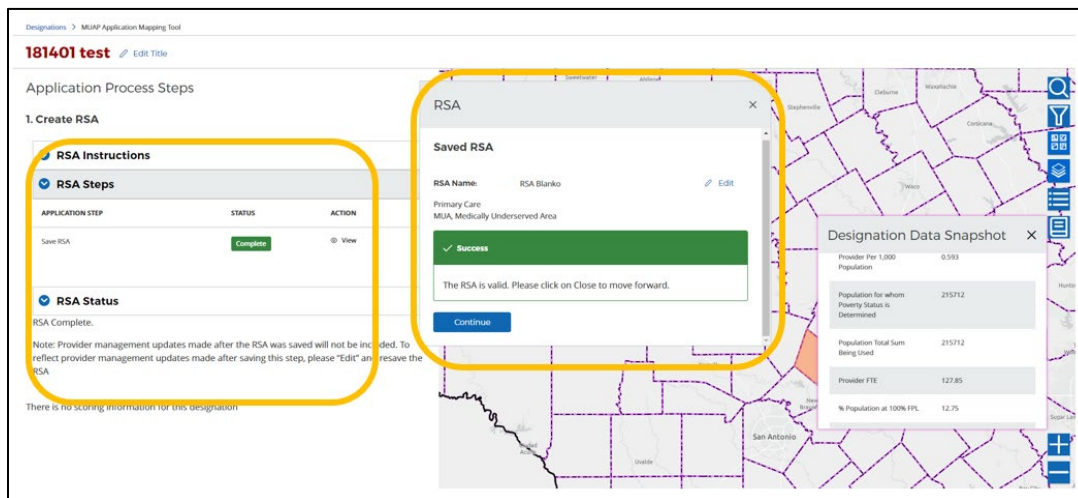 Designations > MUAP Application Mapping Tool
181401 test Edit Title
Application Process Steps
1. Create RSA
RSA Instructions
RSA Steps
APPLICATION STEP STATUS ACTION
Save RSA Complete View
RSA Status
RSA Complete.
Note: Provider management updates made after the RSA was saved will not be included. To
reflect provider management updates made after saving this step, please "Edit" and resave the
RSA
There is no scoring information for this designation
RSA
Saved RSA
RSA Name: RSA Blanko Edit
Primary Care
MUA, Medically Underserved Area
Success
The RSA is valid. Please click on Close to move forward.
Continue
Designation Data Snapshot
Provider Per 1,000 0.593
Population
Population for whom 215712
Poverty Status is
Determined
Population Total Sum 215712
Being Used
Provider FTE 127.85
% Population at 100% FPL 12.75
Sweetwater
Abilene
Stephenville
Cleburne
Waxahachie
Corsicana
Waco
San Antonio
Uvalde
Ciudad
Sugar Lan